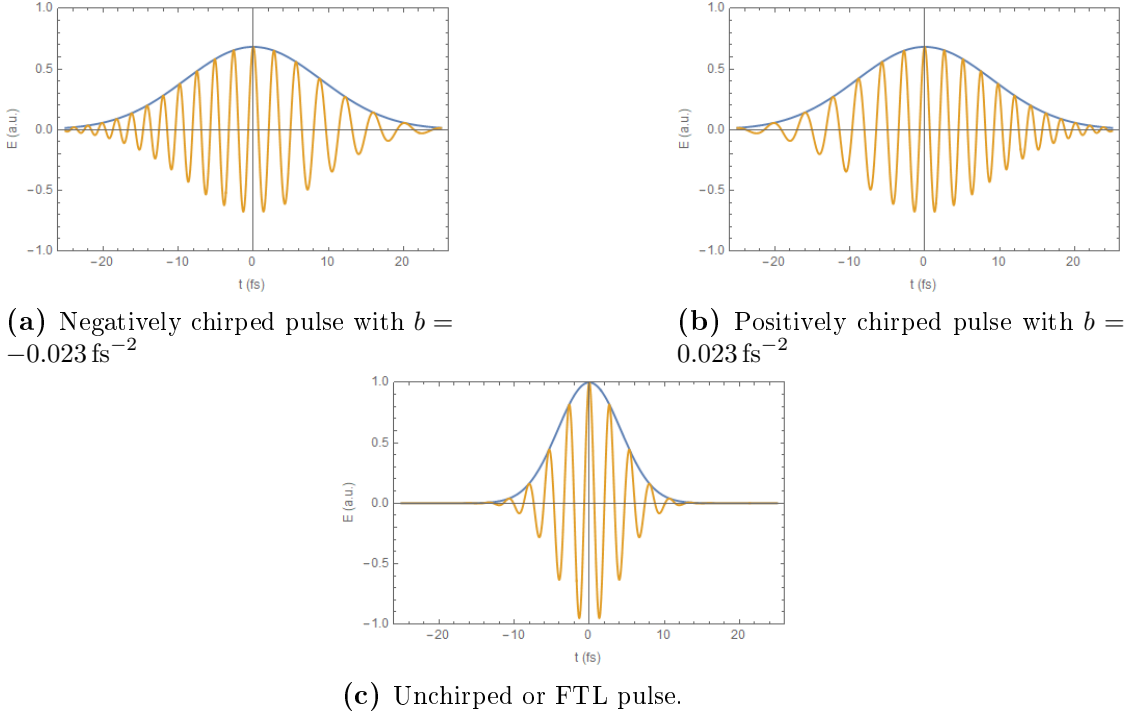 1.0
0.5
0.0
−0.5
−1.0
E (a.u.)
−20 −10 0 10 20
t (fs)
1.0
0.5
0.0
−0.5
−1.0
E (a.u.)
−20 −10 0 10 20
t (fs)
(a) Negatively chirped pulse with b =
−0.023 fs⁻²
(b) Positively chirped pulse with b =
0.023 fs⁻²
1.0
0.5
0.0
−0.5
−1.0
E (a.u.)
−20 −10 0 10 20
t (fs)
(c) Unchirped or FTL pulse.